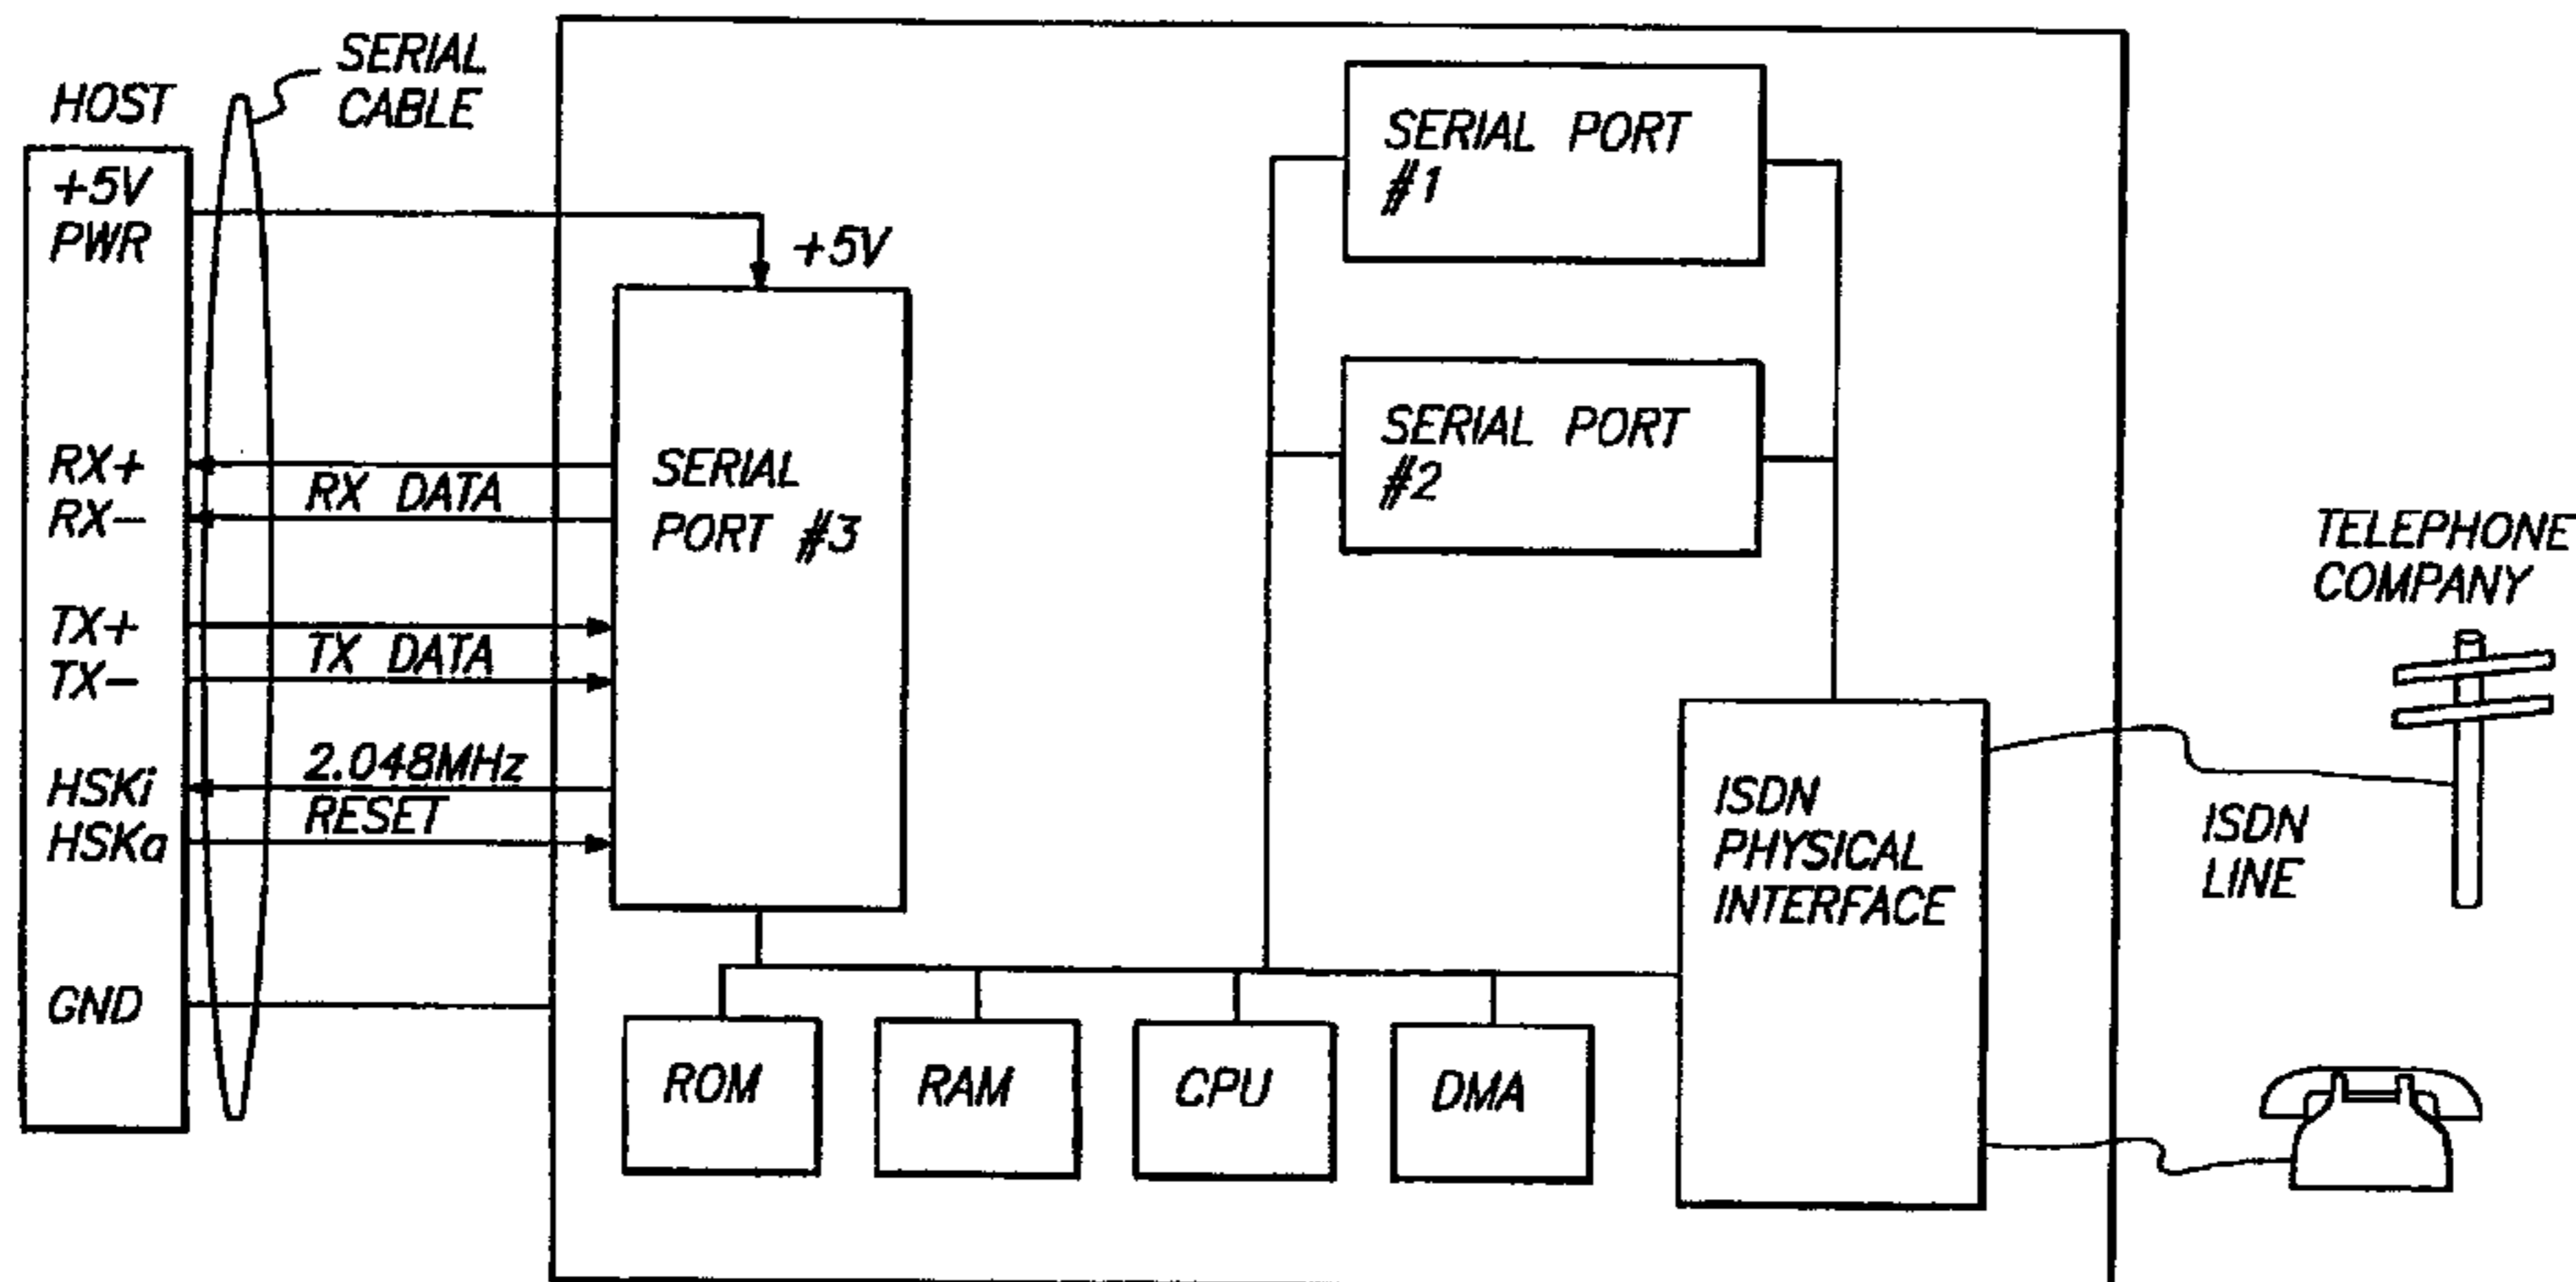 SERIAL
CABLE
HOST
+5V
PWR
+5V
RX+
RX-
RX DATA
TX+
TX-
TX DATA
HSKi
HSKa
2.048MHz
RESET
GND
SERIAL
PORT #3
SERIAL PORT
#1
SERIAL PORT
#2
ROM
RAM
CPU
DMA
ISDN
PHYSICAL
INTERFACE
TELEPHONE
COMPANY
ISDN
LINE